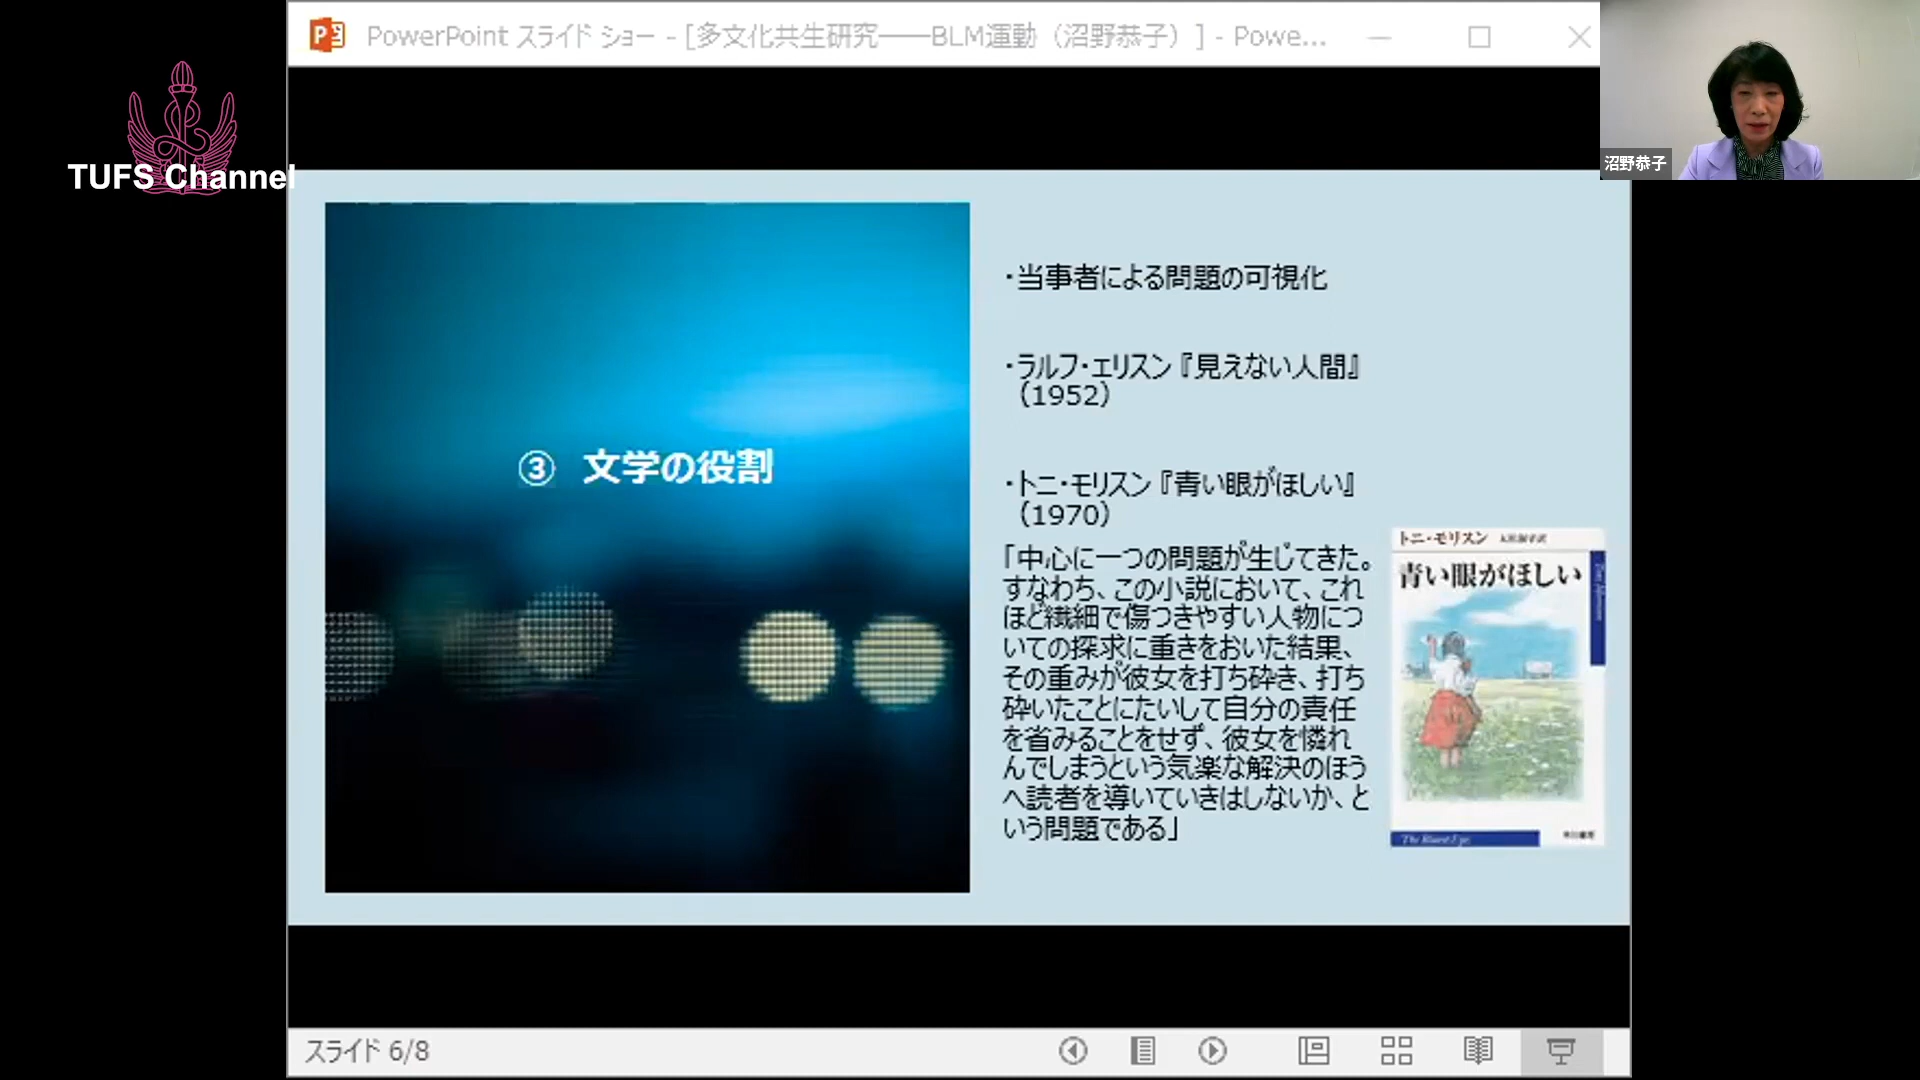 PowerPoint スライド ショー - [多文化共生研究――BLM運動（沼野恭子）] - Powe...
沼野恭子
TUFS Channel
③ 文学の役割
・当事者による問題の可視化
・ラルフ・エリスン『見えない人間』
（1952）
・トニ・モリスン『青い眼がほしい』
（1970）
「中心に一つの問題が生じてきた。
すなわち、この小説において、これ
ほど繊細で傷つきやすい人物につ
いての探求に重きをおいた結果、
その重みが彼女を打ち砕き、打ち
砕いたことにたいして自分の責任
を省みることをせず、彼女を憐れ
んでしまうという気楽な解決のほう
へ読者を導いていきはしないか、と
いう問題である」
トニ・モリスン
青い眼がほしい
The Bluest Eye
スライド 6/8